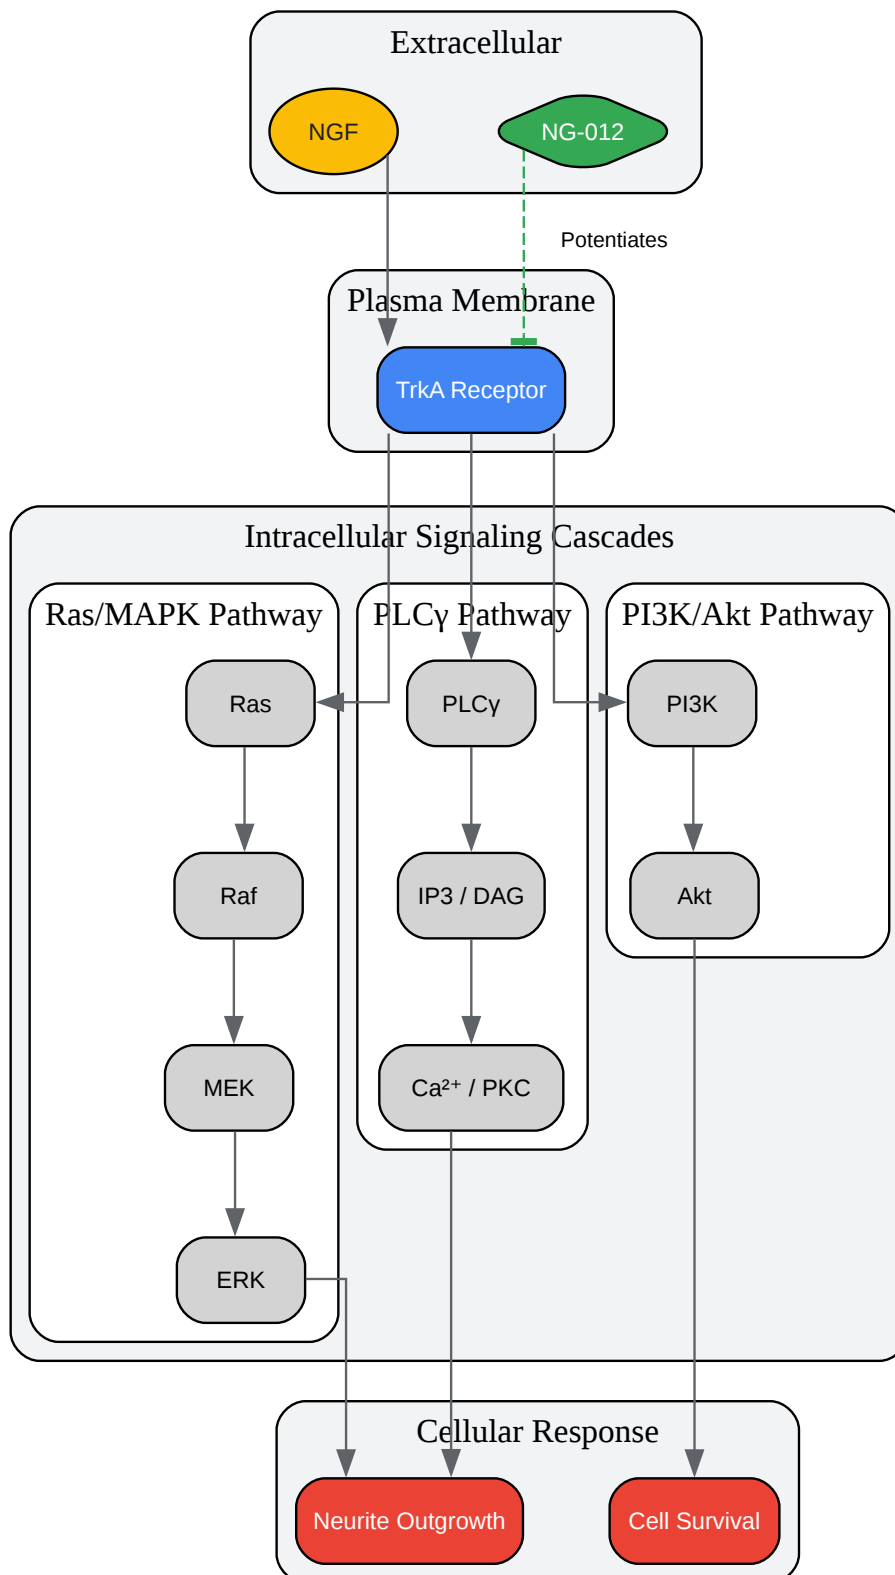 Extracellular
NGF
NG-012
Potentiates
Plasma Membrane
TrkA Receptor
Intracellular Signaling Cascades
Ras/MAPK Pathway
PLCγ Pathway
PI3K/Akt Pathway
Ras
PLCγ
PI3K
Raf
IP3 / DAG
Akt
MEK
Ca²⁺ / PKC
ERK
Cellular Response
Neurite Outgrowth
Cell Survival